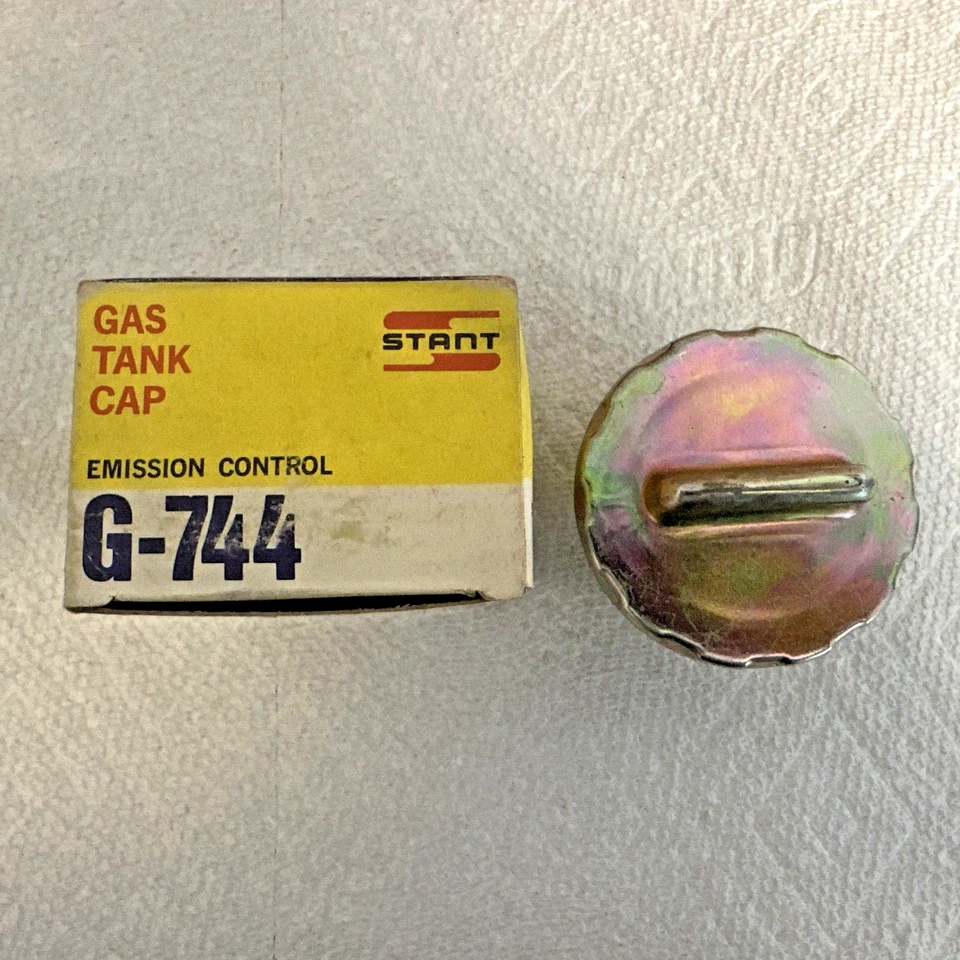 GAS
TANK
CAP
STANT
EMISSION CONTROL
G-744